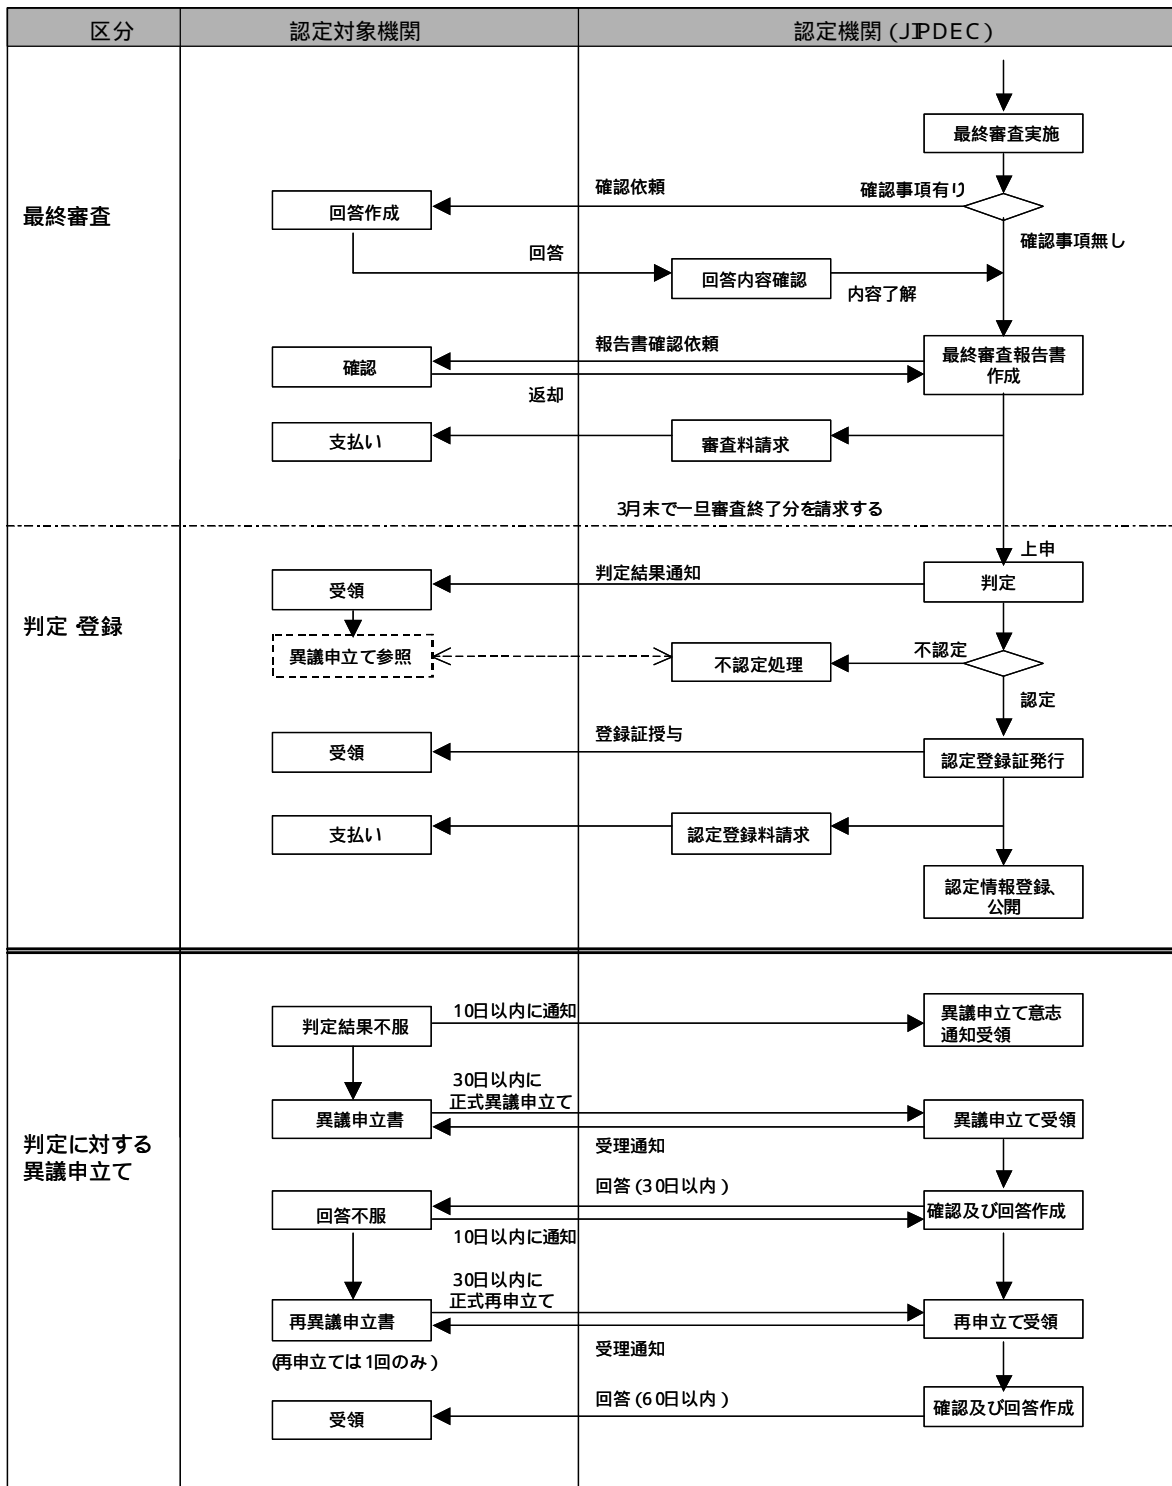 区分
認定対象機関
認定機関(JIPDEC)
最終審査
最終審査実施
確認依頼
確認事項有り
回答作成
確認事項無し
回答
回答内容確認
内容了解
報告書確認依頼
確認
最終審査報告書
作成
返却
支払い
審査料請求
3月末で一旦審査終了分を請求する
判定・登録
上申
判定結果通知
受領
判定
異議申立て参照
不認定処理
不認定
認定
登録証授与
受領
認定登録証発行
支払い
認定登録料請求
認定情報登録、
公開
判定に対する
異議申立て
10日以内に通知
判定結果不服
異議申立て意志
通知受領
30日以内に
正式異議申立て
異議申立書
異議申立て受領
受理通知
回答(30日以内)
回答不服
確認及び回答作成
10日以内に通知
30日以内に
正式再申立て
再異議申立書
再申立て受領
受理通知
(再申立ては1回のみ)
回答(60日以内)
受領
確認及び回答作成